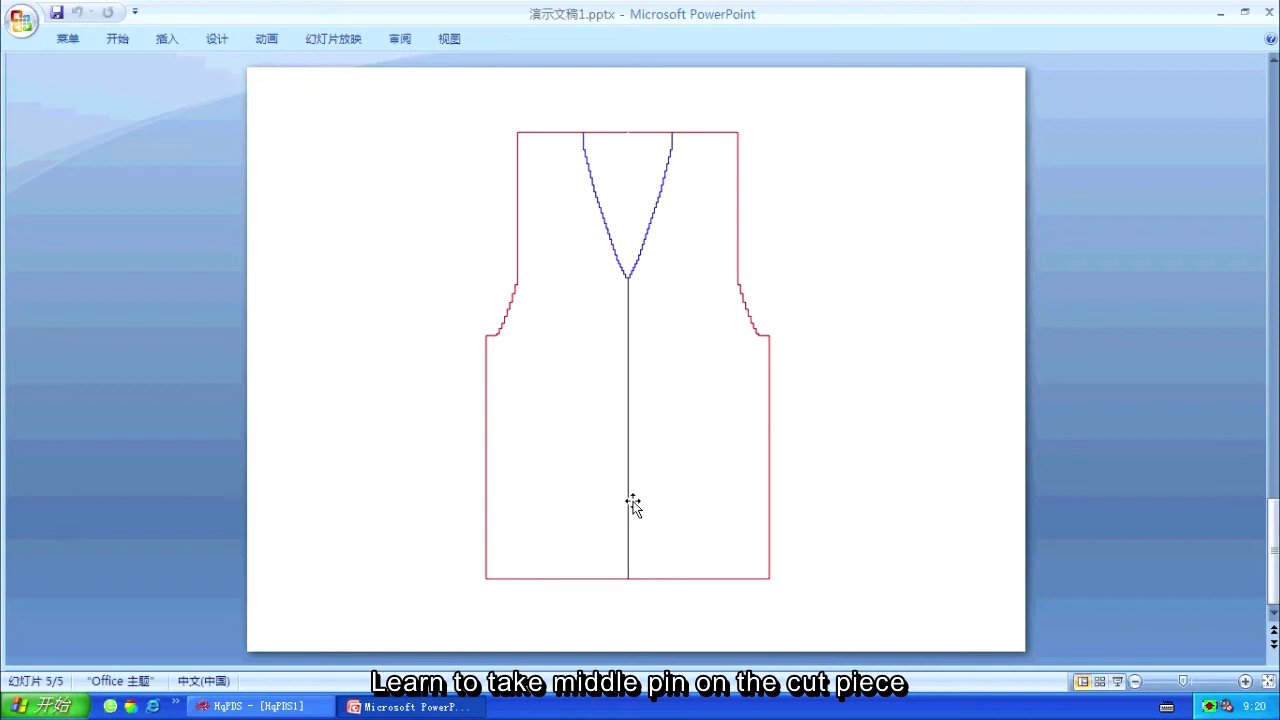 演示文稿1.pptx - Microsoft PowerPoint
菜单 开始 插入 设计 动画 幻灯片放映 审阅 视图
幻灯片 5/5 "Office 主题" 中文(中国)
Learn to take middle pin on the cut piece
开始 HqPDS - [HqPDS1] Microsoft PowerP... 9:20